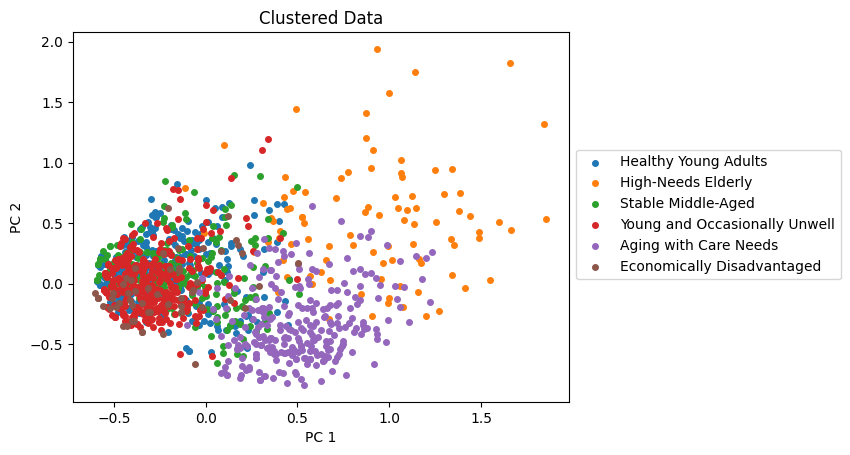 Clustered Data
2.0
1.5
1.0
0.5
0.0
−0.5
PC 2
−0.5
0.0
0.5
1.0
1.5
PC 1
Healthy Young Adults
High-Needs Elderly
Stable Middle-Aged
Young and Occasionally Unwell
Aging with Care Needs
Economically Disadvantaged